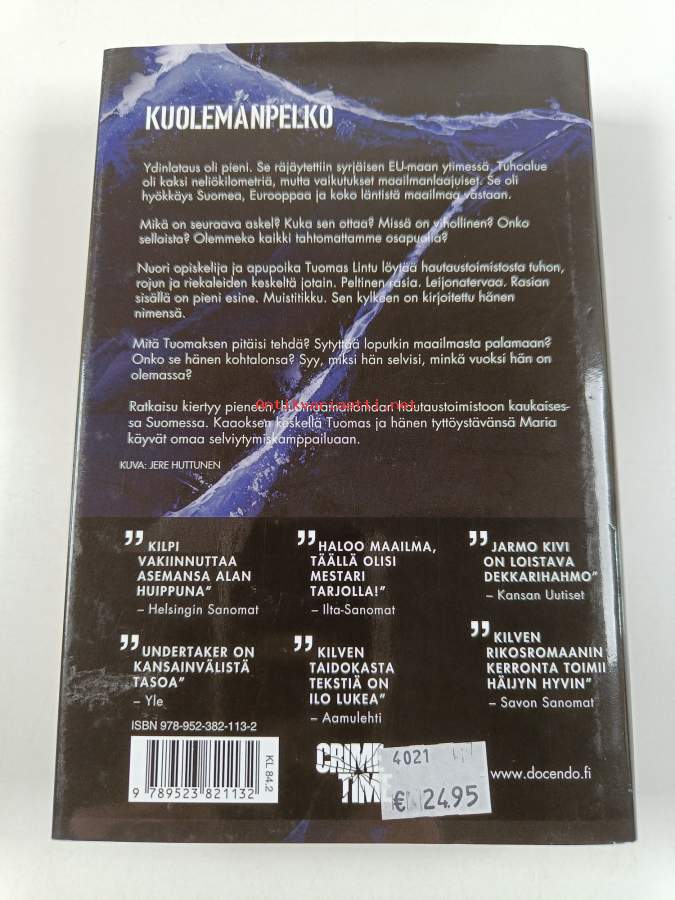 KUOLEMANPELKO
Ydinlataus oli pieni. Se räjäytettiin syrjäisen EU-maan ytimessä. Tuhoalue
oli kaksi neliökilometriä, mutta vaikutukset maailmanlaajuiset. Se oli
hyökkäys Suomea, Eurooppaa ja koko läntistä maailmaa vastaan.
Mikä on seuraava askel? Kuka sen ottaa? Missä on vihollinen? Onko
sellaista? Olemmeko kaikki tahtomattamme osapuolia?
Nuori opiskelija ja apupoika Tuomas Lintu löytää hautaustoimistosta tuhon,
rojun ja riekaleiden keskeltä jotain. Peltinen rasia. Leijonatervaa. Rasian
sisällä on pieni esine. Muistitikku. Sen kylkeen on kirjoitettu hänen
nimensä.
Mitä Tuomaksen pitäisi tehdä? Sytyttää loputkin maailmasta palamaan?
Onko se hänen kohtalonsa? Syy, miksi hän selvisi, minkä vuoksi hän on
olemassa?
Antikvariaatti.net
Ratkaisu kiertyy pieneen, hautaustoimistoon kaukaises-
sa Suomessa. Kaaoksen keskellä Tuomas ja hänen tyttöystävänsä Maria
käyvät omaa selviytymiskamppailuaan.
KUVA: JERE HUTTUNEN
”KILPI
VAKIINNUTTAA
ASEMANSA ALAN
HUIPPUNA”
– Helsingin Sanomat
”HALOO MAAILMA,
TÄÄLLÄ OLISI
MESTARI
TARJOLLA!”
– Ilta-Sanomat
”JARMO KIVI
ON LOISTAVA
DEKKARIHAHMO”
– Kansan Uutiset
”UNDERTAKER ON
KANSAINVÄLISTÄ
TASOA”
– Yle
”KILVEN
TAIDOKASTA
TEKSTIÄ ON
ILO LUKEA”
– Aamulehti
”KILVEN
RIKOSROMAANIN
KERRONTA TOIMII
HÄIJYN HYVIN”
– Savon Sanomat
ISBN 978-952-382-113-2
KL 84.2
9 789523 821132
CRIME
TIME
4021
€ 24.95
www.docendo.fi